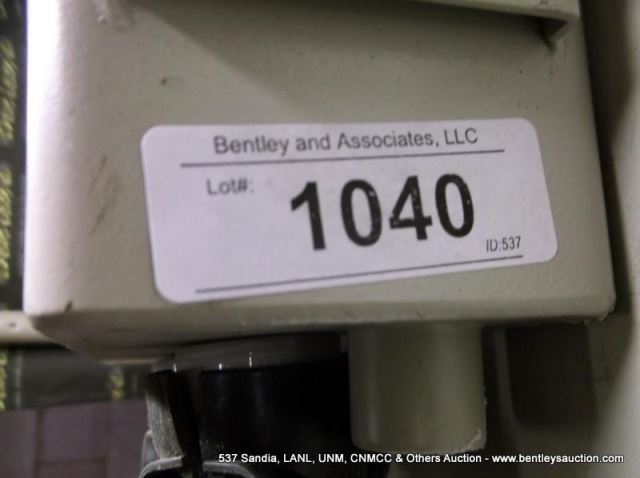 Bentley and Associates, LLC
Lot#:
1040
ID:537
537 Sandia, LANL, UNM, CNMCC & Others Auction - www.bentleysauction.com